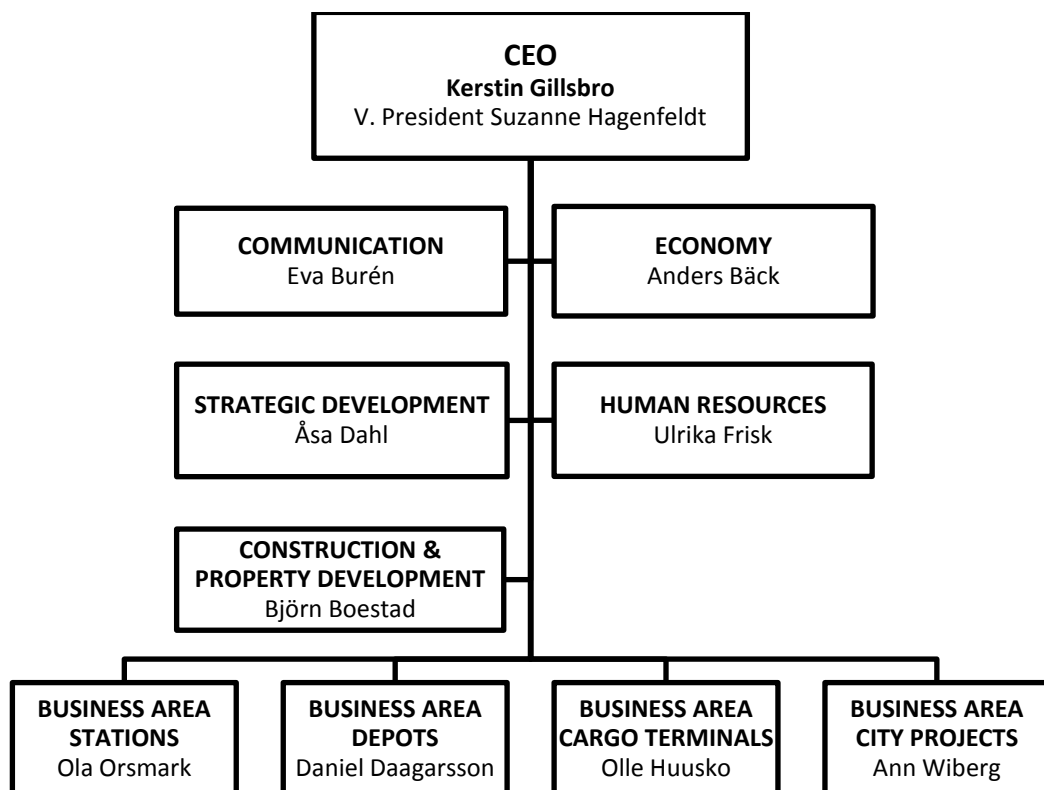 CEO
Kerstin Gillsbro
V. President Suzanne Hagenfeldt
COMMUNICATION
Eva Burén
ECONOMY
Anders Bäck
STRATEGIC DEVELOPMENT
Åsa Dahl
HUMAN RESOURCES
Ulrika Frisk
CONSTRUCTION &
PROPERTY DEVELOPMENT
Björn Boestad
BUSINESS AREA
STATIONS
Ola Orsmark
BUSINESS AREA
DEPOTS
Daniel Daagarsson
BUSINESS AREA
CARGO TERMINALS
Olle Huusko
BUSINESS AREA
CITY PROJECTS
Ann Wiberg